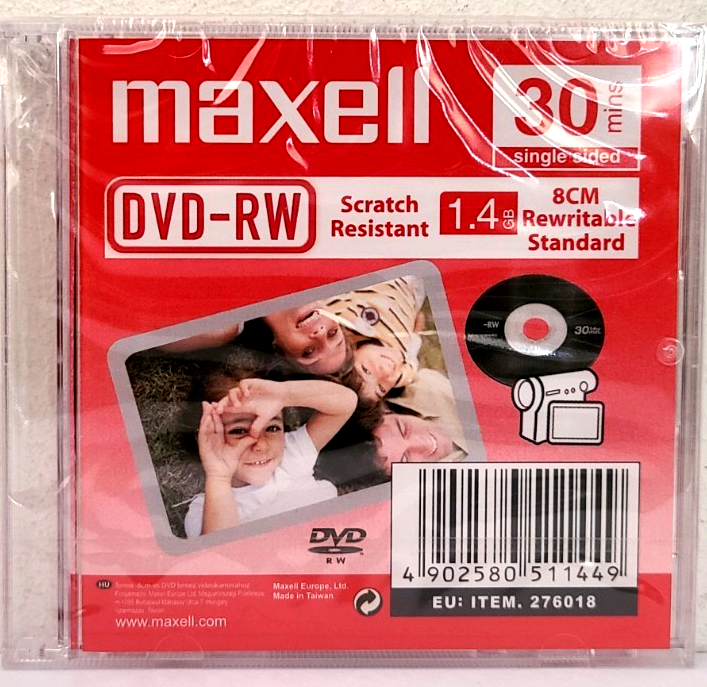 maxell
30 mins
single sided
DVD-RW
Scratch
Resistant
1.4 GB
8CM
Rewritable
Standard
-RW
30
DVD
RW
4 902580 511449
EU: ITEM. 276018
HU
Maxell Europe, Ltd.
Made in Taiwan
www.maxell.com